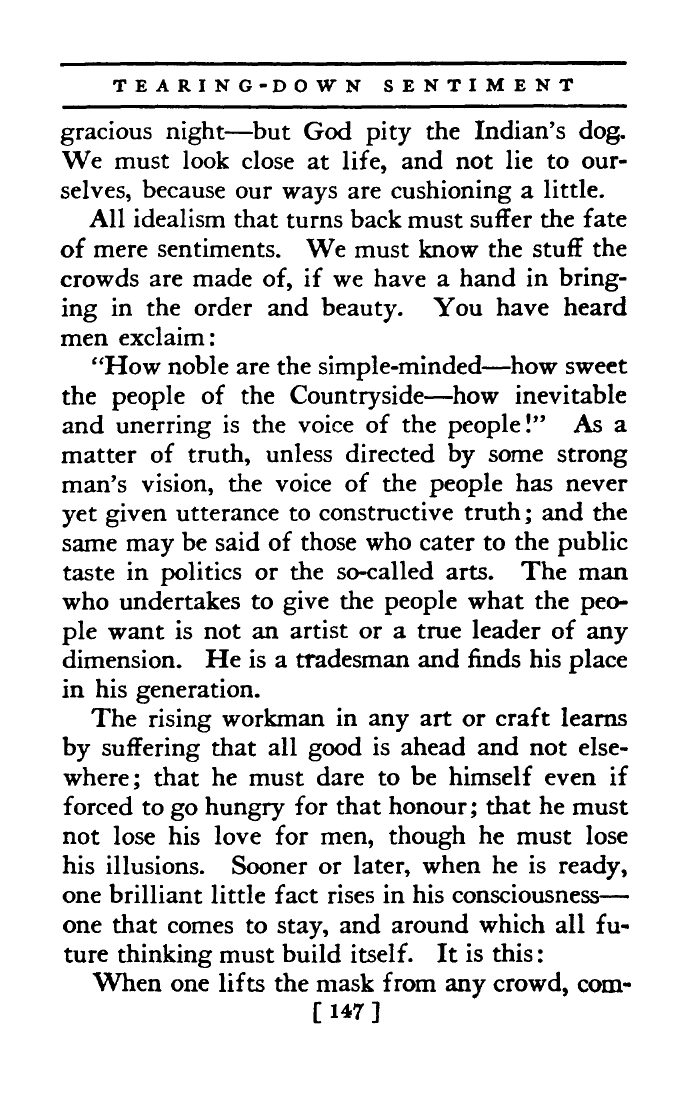 TEARING-DOWN SENTIMENT
gracious night—but God pity the Indian's dog.
We must look close at life, and not lie to our-
selves, because our ways are cushioning a little.
All idealism that turns back must suffer the fate
of mere sentiments. We must know the stuff the
crowds are made of, if we have a hand in bring-
ing in the order and beauty. You have heard
men exclaim:
"How noble are the simple-minded—how sweet
the people of the Countryside—how inevitable
and unerring is the voice of the people!" As a
matter of truth, unless directed by some strong
man's vision, the voice of the people has never
yet given utterance to constructive truth; and the
same may be said of those who cater to the public
taste in politics or the so-called arts. The man
who undertakes to give the people what the peo-
ple want is not an artist or a true leader of any
dimension. He is a tradesman and finds his place
in his generation.
The rising workman in any art or craft learns
by suffering that all good is ahead and not else-
where; that he must dare to be himself even if
forced to go hungry for that honour; that he must
not lose his love for men, though he must lose
his illusions. Sooner or later, when he is ready,
one brilliant little fact rises in his consciousness—
one that comes to stay, and around which all fu-
ture thinking must build itself. It is this:
When one lifts the mask from any crowd, com-
[ 147 ]